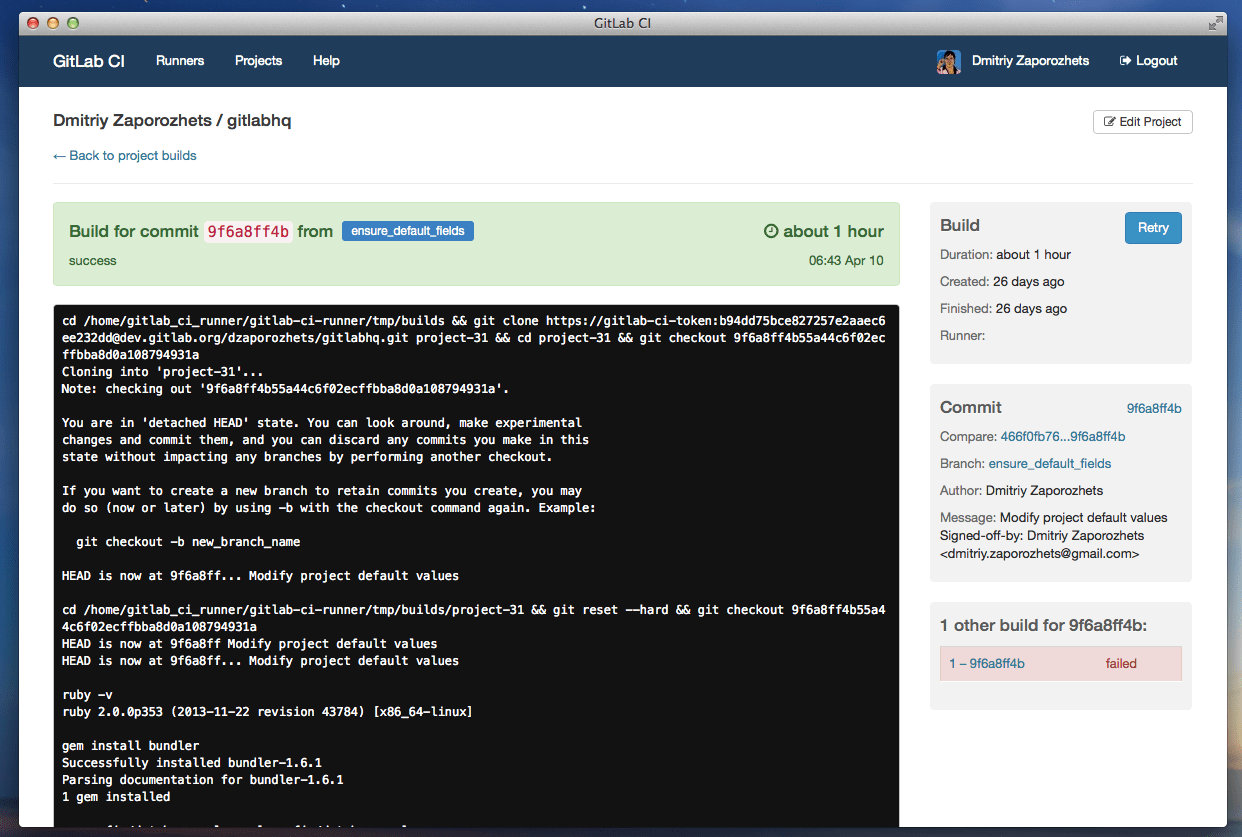 GitLab CI
GitLab CI Runners Projects Help Dmitriy Zaporozhets Logout
Dmitriy Zaporozhets / gitlabhq
Edit Project
← Back to project builds
Build for commit 9f6a8ff4b from ensure_default_fields
about 1 hour
success
06:43 Apr 10
cd /home/gitlab_ci_runner/gitlab-ci-runner/tmp/builds && git clone https://gitlab-ci-token:b94dd75bce827257e2aaec6
ee232dd@dev.gitlab.org/dzaporozhets/gitlabhq.git project-31 && cd project-31 && git checkout 9f6a8ff4b55a44c6f02ec
ffbba8d0a108794931a
Cloning into 'project-31'...
Note: checking out '9f6a8ff4b55a44c6f02ecffbba8d0a108794931a'.
You are in 'detached HEAD' state. You can look around, make experimental
changes and commit them, and you can discard any commits you make in this
state without impacting any branches by performing another checkout.
If you want to create a new branch to retain commits you create, you may
do so (now or later) by using -b with the checkout command again. Example:
git checkout -b new_branch_name
HEAD is now at 9f6a8ff... Modify project default values
cd /home/gitlab_ci_runner/gitlab-ci-runner/tmp/builds/project-31 && git reset --hard && git checkout 9f6a8ff4b55a4
4c6f02ecffbba8d0a108794931a
HEAD is now at 9f6a8ff Modify project default values
HEAD is now at 9f6a8ff... Modify project default values
ruby -v
ruby 2.0.0p353 (2013-11-22 revision 43784) [x86_64-linux]
gem install bundler
Successfully installed bundler-1.6.1
Parsing documentation for bundler-1.6.1
1 gem installed
Build
Retry
Duration: about 1 hour
Created: 26 days ago
Finished: 26 days ago
Runner:
Commit 9f6a8ff4b
Compare: 466f0fb76...9f6a8ff4b
Branch: ensure_default_fields
Author: Dmitriy Zaporozhets
Message: Modify project default values
Signed-off-by: Dmitriy Zaporozhets
<dmitriy.zaporozhets@gmail.com>
1 other build for 9f6a8ff4b:
1 – 9f6a8ff4b failed